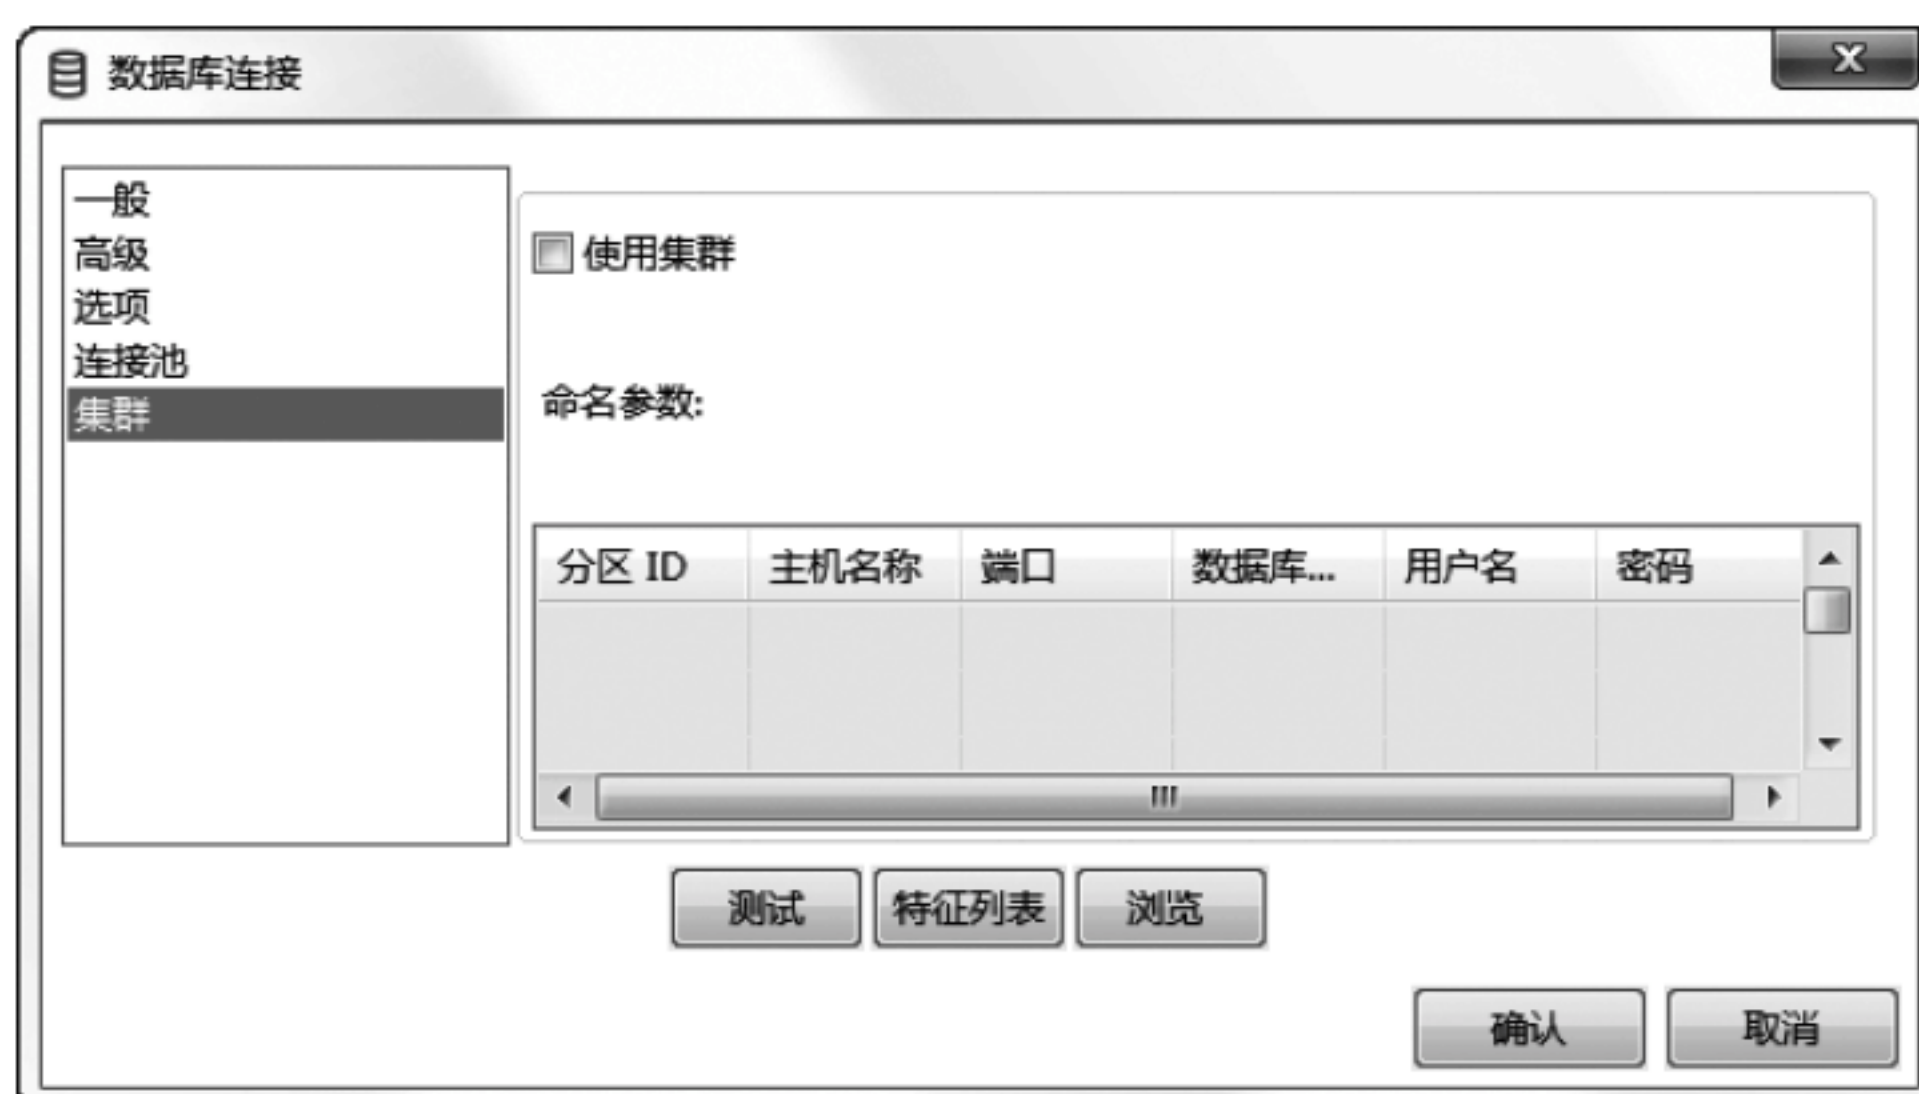 数据库连接
一般
高级
选项
连接池
集群
使用集群
命名参数:
分区 ID 主机名称 端口 数据库... 用户名 密码
测试 特征列表 浏览
确认 取消